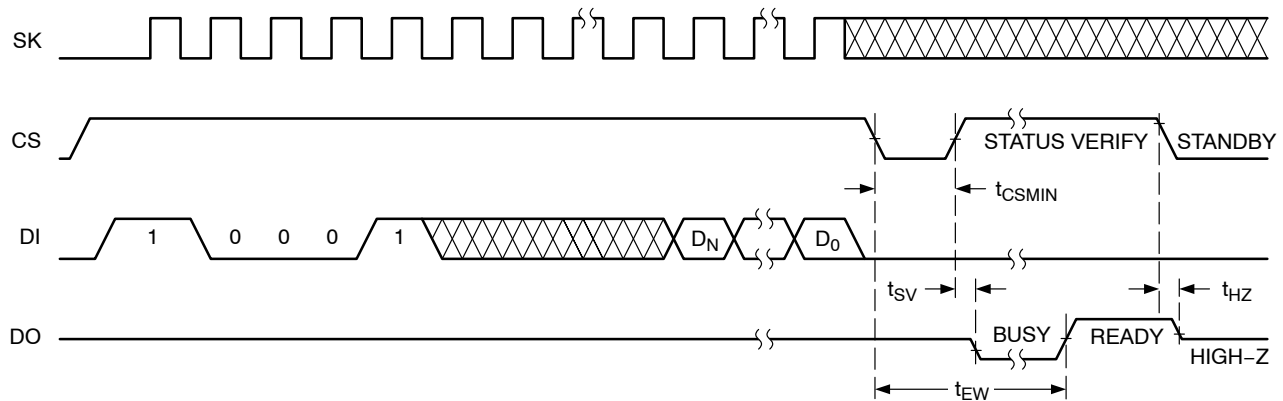 SK
CS
STATUS VERIFY
STANDBY
tCSMIN
DI
1
0
0
0
1
DN
D0
tSV
tHZ
DO
BUSY
READY
HIGH−Z
tEW